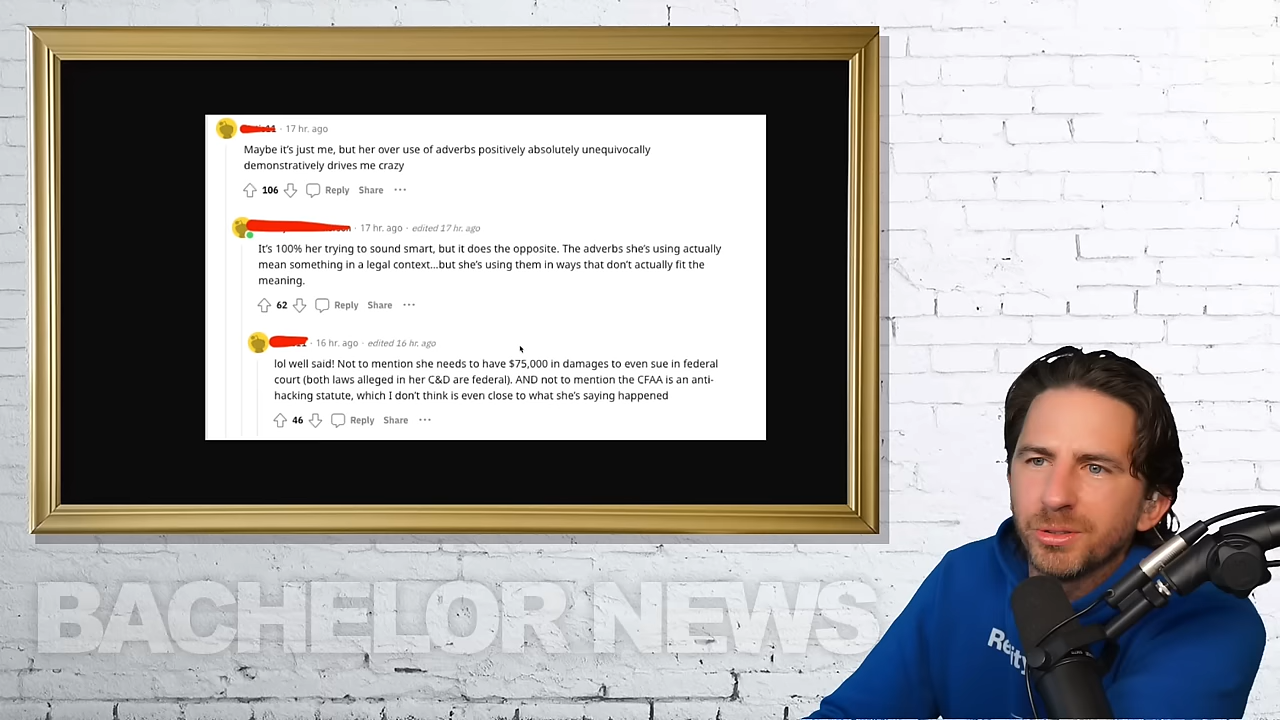 17 hr. ago
Maybe it's just me, but her over use of adverbs positively absolutely unequivocally
demonstratively drives me crazy
106 Reply Share
17 hr. ago · edited 17 hr. ago
It's 100% her trying to sound smart, but it does the opposite. The adverbs she's using actually
mean something in a legal context...but she's using them in ways that don't actually fit the
meaning.
62 Reply Share
16 hr. ago · edited 16 hr. ago
lol well said! Not to mention she needs to have $75,000 in damages to even sue in federal
court (both laws alleged in her C&D are federal). AND not to mention the CFAA is an anti-
hacking statute, which I don't think is even close to what she's saying happened
46 Reply Share
BACHELOR NEWS